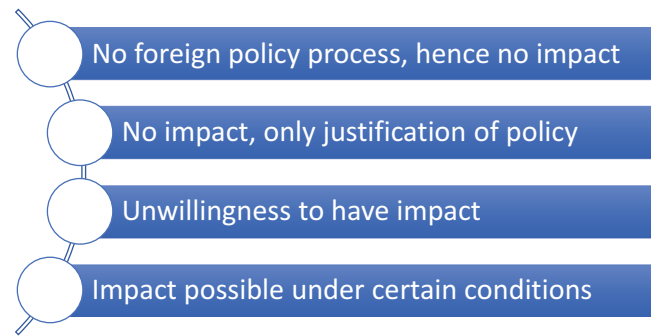 No foreign policy process, hence no impact
No impact, only justification of policy
Unwillingness to have impact
Impact possible under certain conditions